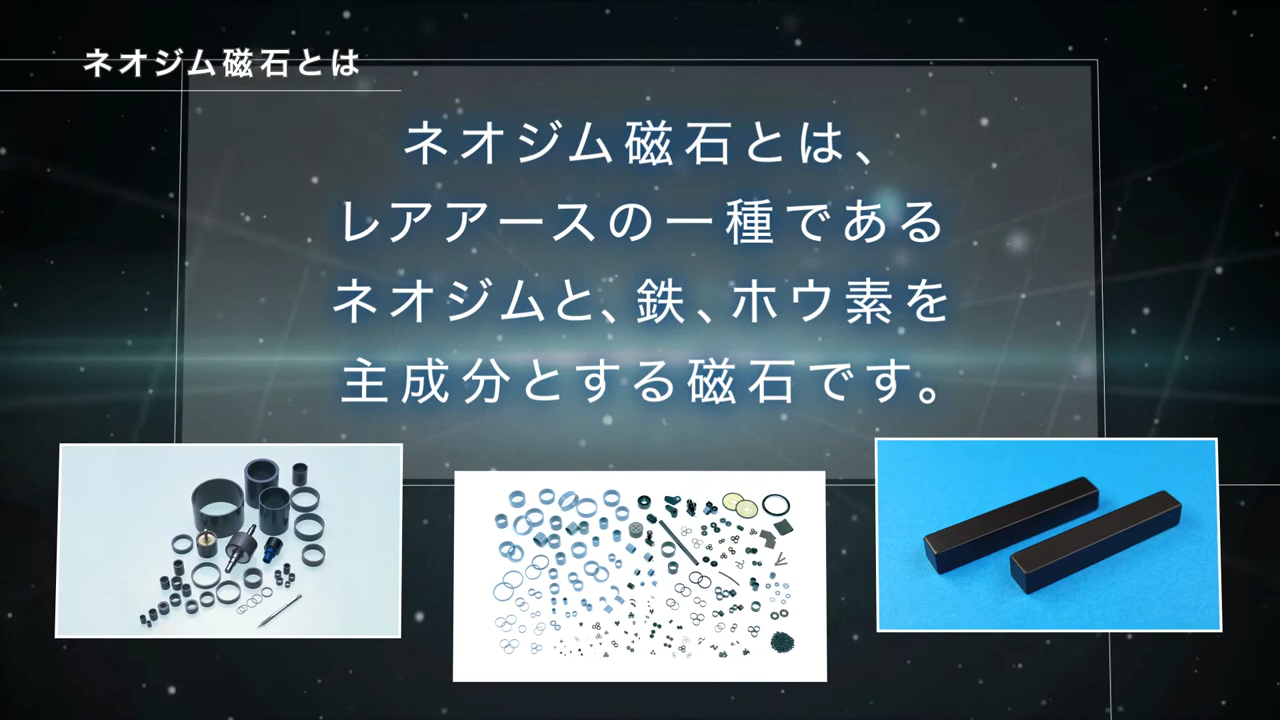 ネオジム磁石とは
ネオジム磁石とは、
レアアースの一種である
ネオジムと、鉄、ホウ素を
主成分とする磁石です。